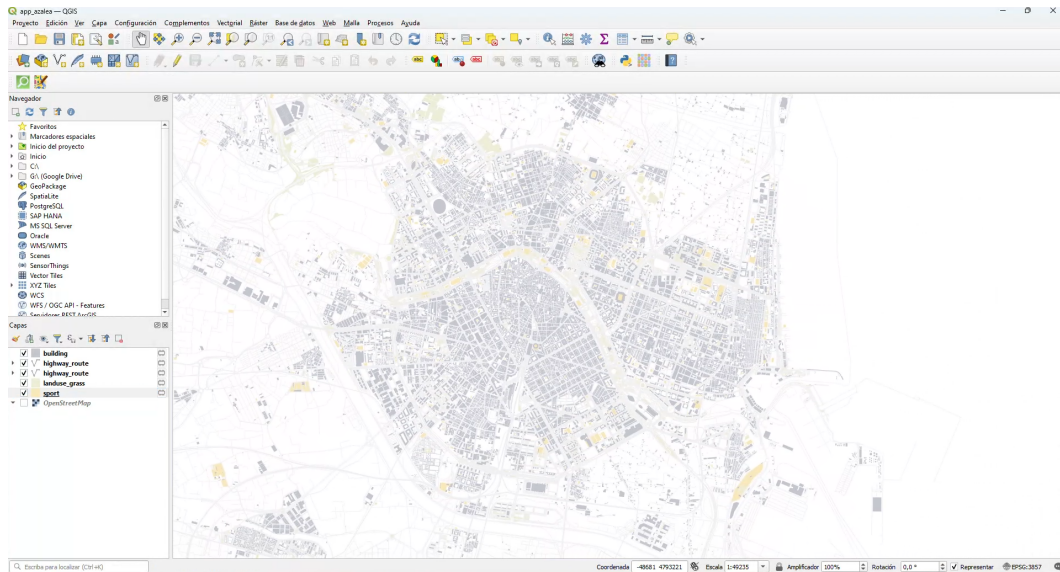 app_azalea — QGIS
Proyecto Edición Ver Capa Configuración Complementos Vectorial Ráster Base de datos Web Malla Procesos Ayuda
Navegador
Favoritos
Marcadores espaciales
Inicio del proyecto
Inicio
C:\
G:\ (Google Drive)
GeoPackage
SpatiaLite
PostgreSQL
SAP HANA
MS SQL Server
Oracle
WMS/WMTS
Scenes
SensorThings
Vector Tiles
XYZ Tiles
WCS
WFS / OGC API - Features
Servidores REST ArcGIS
Capas
building
highway_route
highway_route
landuse_grass
sport
OpenStreetMap
Escriba para localizar (Ctrl+K) Coordenada -48681 4793221 Escala 1:49235 Amplificador 100% Rotación 0,0 ° Representar EPSG:3857